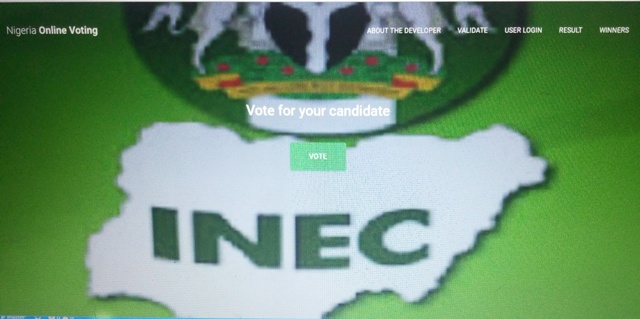 Nigeria Online Voting
ABOUT THE DEVELOPER VALIDATE USER LOGIN RESULT WINNERS
Vote for your candidate
VOTE
INEC